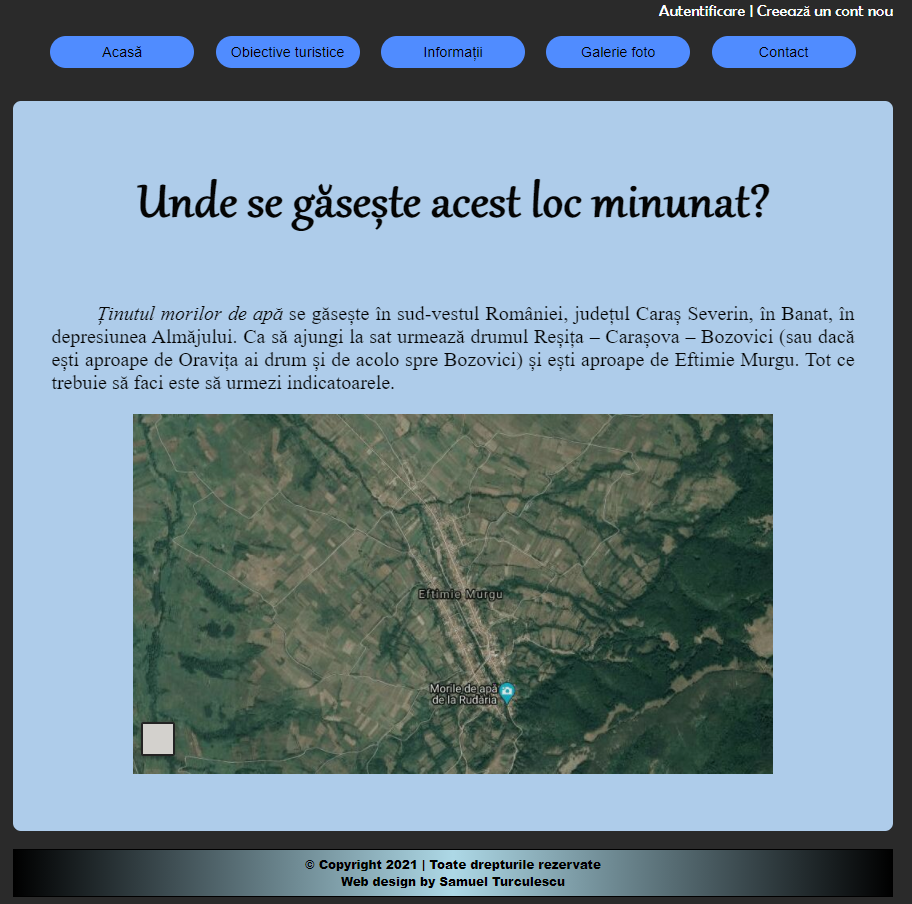 Autentificare | Creează un cont nou
Acasă
Obiective turistice
Informații
Galerie foto
Contact
Unde se găsește acest loc minunat?
Ținutul morilor de apă se găsește în sud-vestul României, județul Caraș Severin, în Banat, în
depresiunea Almăjului. Ca să ajungi la sat urmează drumul Reșița – Carașova – Bozovici (sau dacă
ești aproape de Oravița ai drum și de acolo spre Bozovici) și ești aproape de Eftimie Murgu. Tot ce
trebuie să faci este să urmezi indicatoarele.
Eftimie Murgu
Morile de apă
de la Rudăria
© Copyright 2021 | Toate drepturile rezervate
Web design by Samuel Turculescu